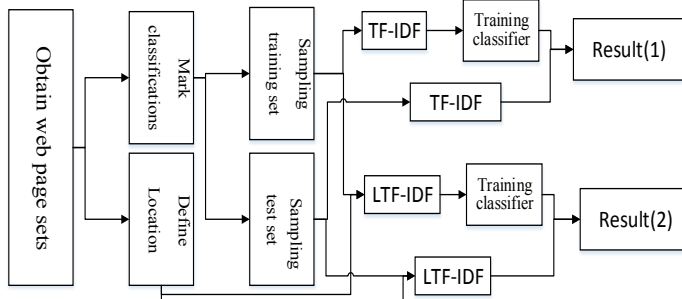 Obtain web page sets
Mark
classifications
Define
Location
Sampling
training set
Sampling
test set
TF-IDF
Training
classifier
TF-IDF
Result(1)
LTF-IDF
Training
classifier
LTF-IDF
Result(2)